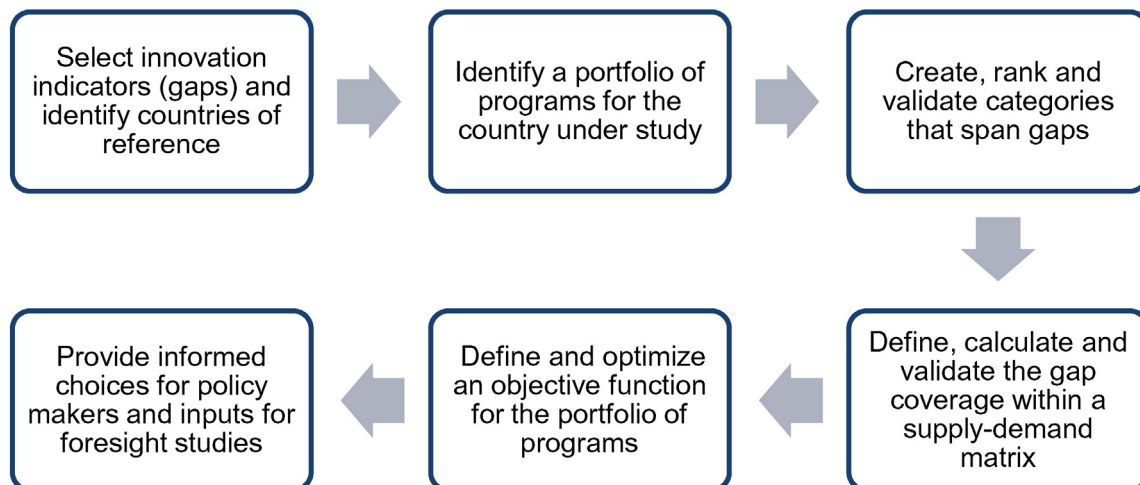 Select innovation
indicators (gaps) and
identify countries of
reference
Identify a portfolio of
programs for the
country under study
Create, rank and
validate categories
that span gaps
Define, calculate and
validate the gap
coverage within a
supply-demand
matrix
Define and optimize
an objective function
for the portfolio of
programs
Provide informed
choices for policy
makers and inputs for
foresight studies